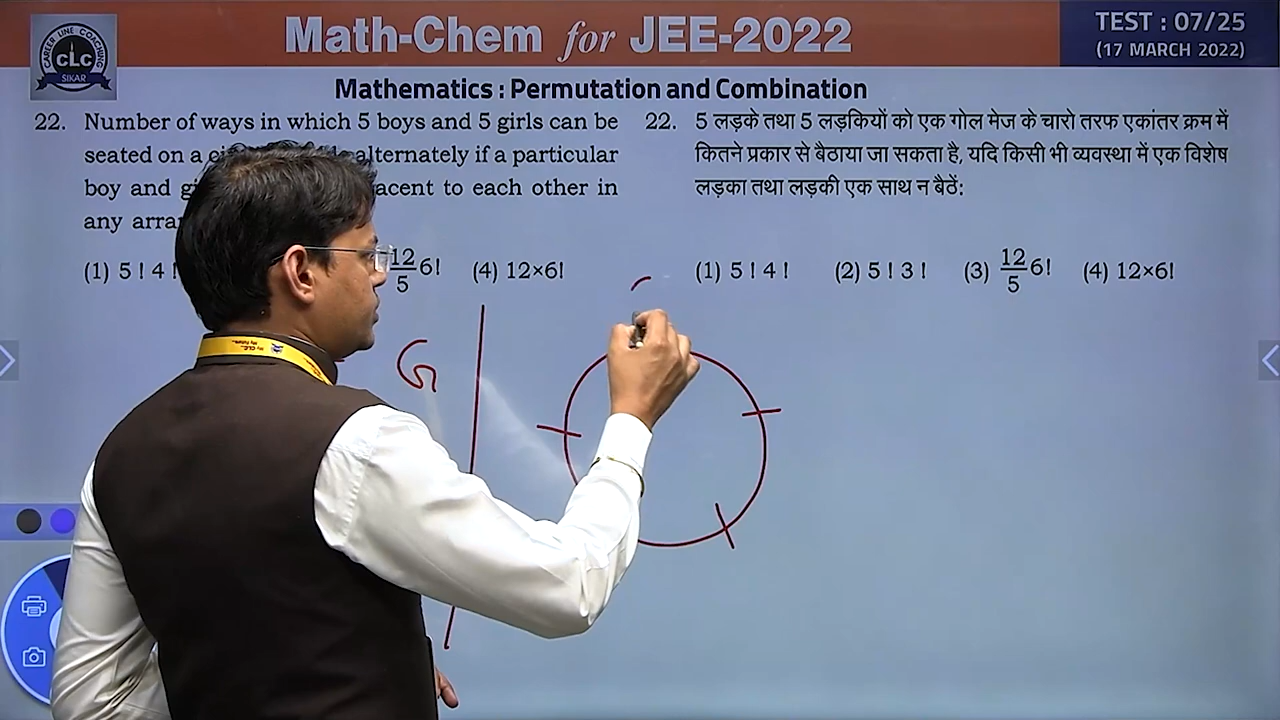 CAREER LINE COACHING
CLC
SIKAR
Math-Chem for JEE-2022
TEST : 07/25
(17 MARCH 2022)
Mathematics : Permutation and Combination
22. Number of ways in which 5 boys and 5 girls can be
seated on a alternately if a particular
boy and to each other in
any
(1) 5 ! 4 ! 12/5 6! (4) 12×6!
22. 5 लड़के तथा 5 लड़कियों को एक गोल मेज के चारो तरफ एकांतर क्रम में
कितने प्रकार से बैठाया जा सकता है, यदि किसी भी व्यवस्था में एक विशेष
लड़का तथा लड़की एक साथ न बैठें:
(1) 5 ! 4 ! (2) 5 ! 3 ! (3) 12/5 6! (4) 12×6!
G